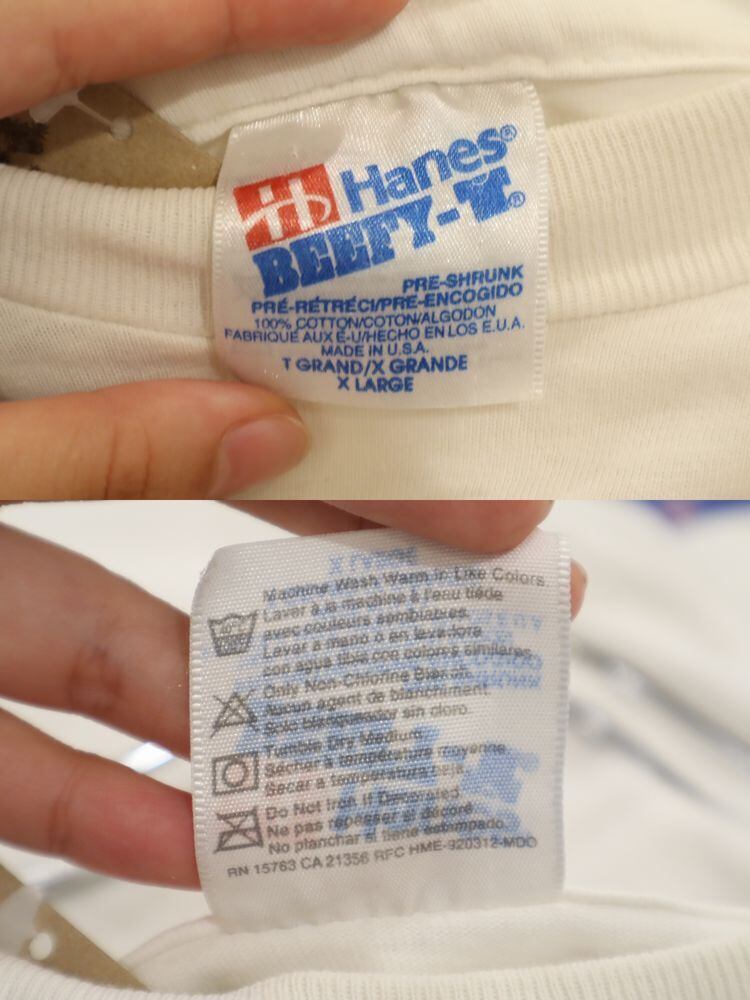 Hanes®
BEEFY-T®
PRE-SHRUNK
PRÉ-RÉTRÉCI/PRE-ENCOGIDO
100% COTTON/COTON/ALGODON
FABRIQUE AUX E-U/HECHO EN LOS E.U.A.
MADE IN U.S.A.
T GRAND/X GRANDE
X LARGE
Machine Wash Warm in Like Colors.
Laver à la machine à l'eau tiède
avec couleurs semblables.
Lavar a mano ó en lavadora
con agua tibia con colores similares.
Only Non-Chlorine Bleach.
Aucun agent de blanchiment.
Solo blanqueador sin cloro.
Tumble Dry Medium.
Sécher à température moyenne.
Secar a temperatura baja.
Do Not Iron if Decorated.
Ne pas repasser si décoré.
No planchar si tiene estampado.
RN 15763 CA 21356 RFC HME-920312-MDO